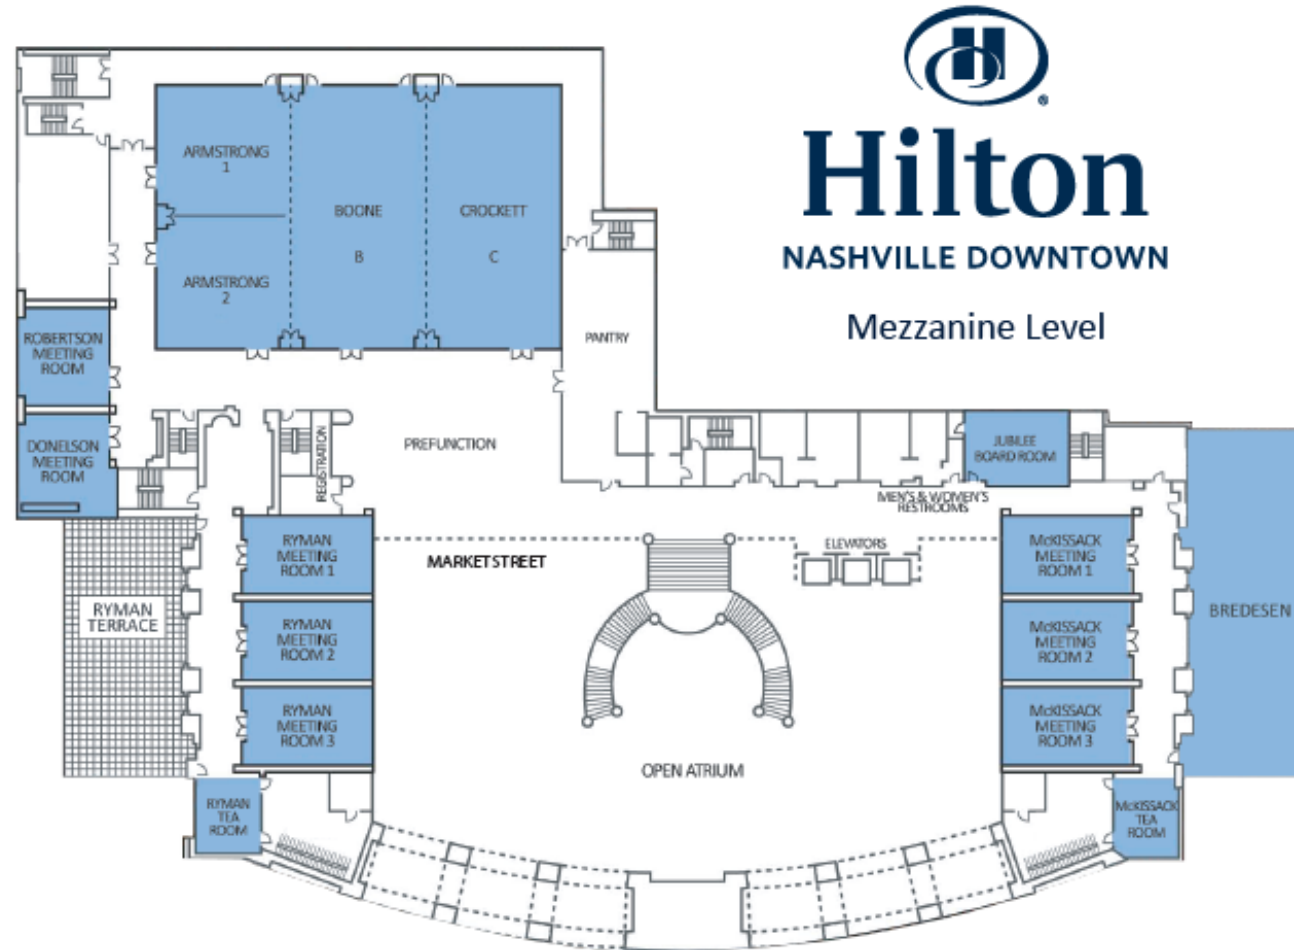 Hilton
NASHVILLE DOWNTOWN
Mezzanine Level
ARMSTRONG
1
BOONE
B
CROCKETT
C
ARMSTRONG
2
ROBERTSON
MEETING
ROOM
PANTRY
DONELSON
MEETING
ROOM
REGISTRATION
PREFUNCTION
JUBILEE
BOARD ROOM
MEN'S & WOMEN'S
RESTROOMS
RYMAN
MEETING
ROOM 1
MARKET STREET
ELEVATORS
McKISSACK
MEETING
ROOM 1
RYMAN
TERRACE
RYMAN
MEETING
ROOM 2
McKISSACK
MEETING
ROOM 2
BREDESEN
RYMAN
MEETING
ROOM 3
McKISSACK
MEETING
ROOM 3
OPEN ATRIUM
RYMAN
TEA
ROOM
McKISSACK
TEA
ROOM